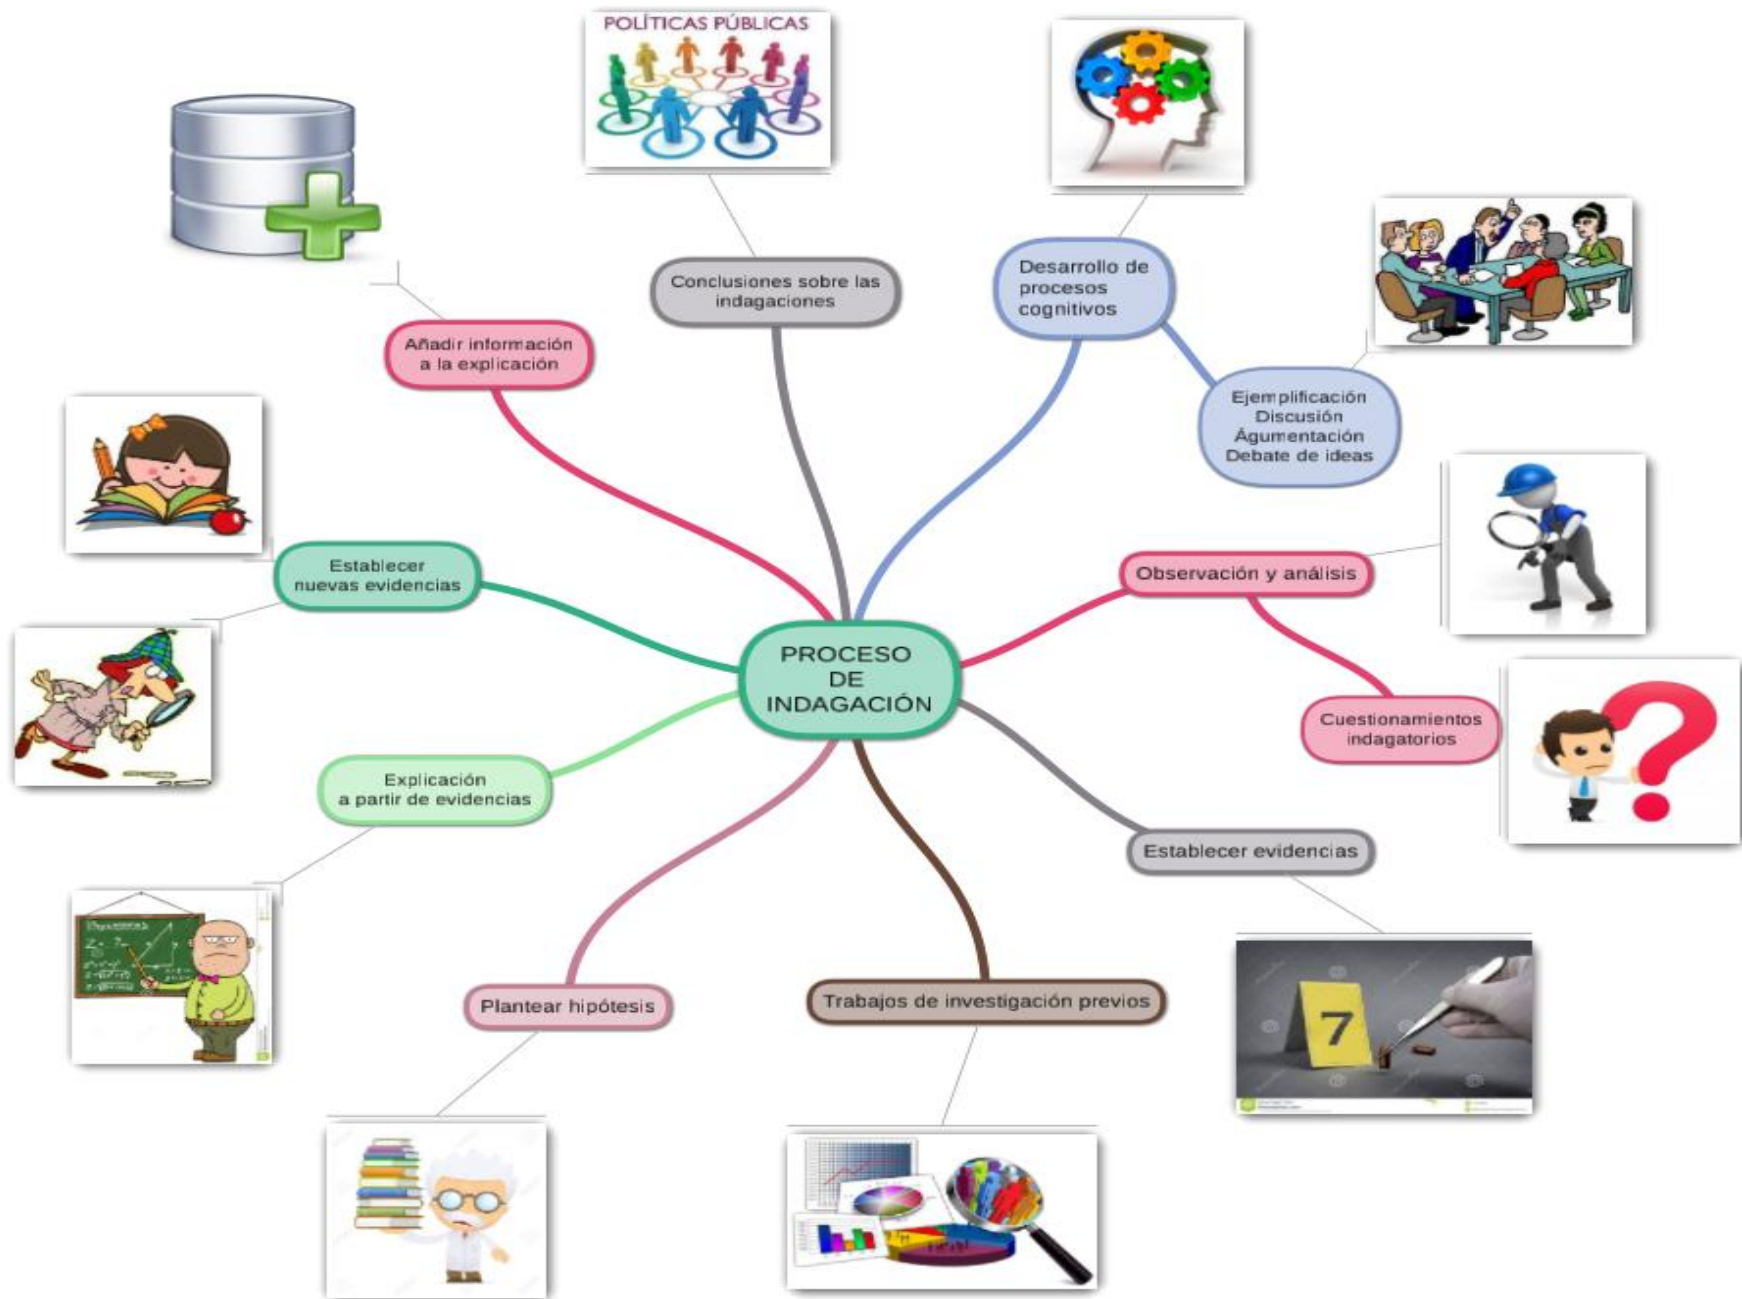 POLÍTICAS PÚBLICAS
Conclusiones sobre las
indagaciones
Desarrollo de
procesos
cognitivos
Ejemplificación
Discusión
Águmentación
Debate de ideas
Añadir información
a la explicación
Establecer
nuevas evidencias
Observación y análisis
PROCESO
DE
INDAGACIÓN
Cuestionamientos
indagatorios
Explicación
a partir de evidencias
Establecer evidencias
7
Plantear hipótesis
Trabajos de investigación previos